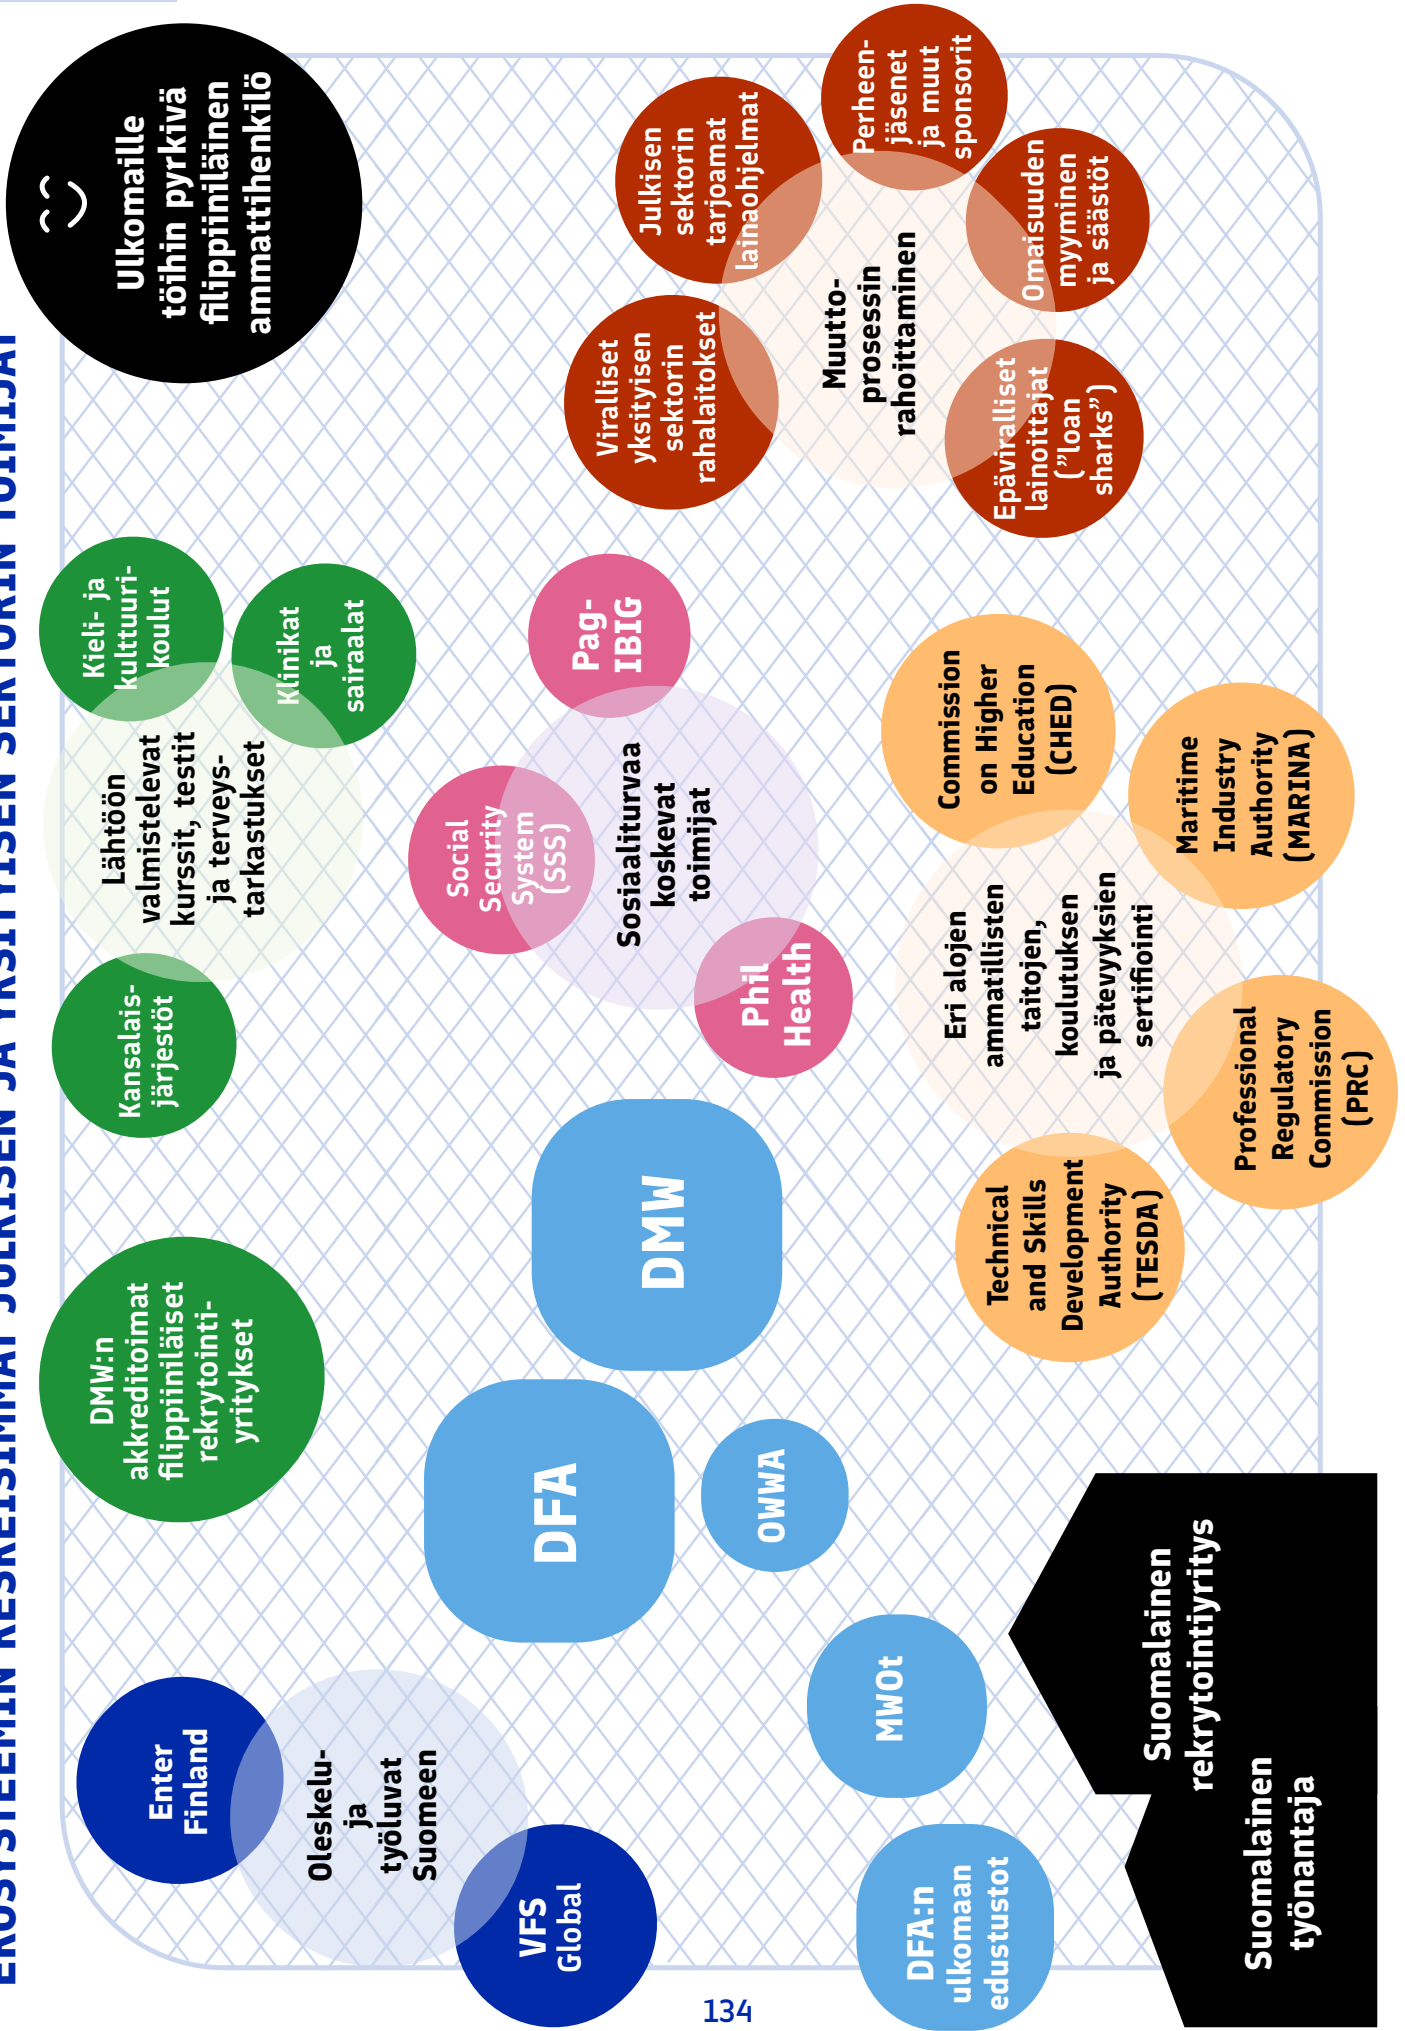 EKOSYSTEEMIN KESKEISIMMÄT JULKISEN JA YKSITYISEN SEKTORIN TOIMIJAT
Enter
Finland
Oleskelu-
ja
työluvat
Suomeen
VFS
Global
DMW:n
akkreditoimat
filippiiniläiset
rekrytointi-
yritykset
Kansalais-
järjestöt
Lähtöön
valmistelevat
kurssit, testit
ja terveys-
tarkastukset
Kieli- ja
kulttuuri-
koulut
Klinikat
ja
sairaalat
Ulkomaille
töihin pyrkivä
filippiiniläinen
ammattihenkilö
DFA
DMW
OWWA
MWOt
DFA:n
ulkomaan
edustustot
Social
Security
System
(SSS)
Pag-
IBIG
Sosiaaliturvaa
koskevat
toimijat
Phil
Health
Viralliset
yksityisen
sektorin
rahalaitokset
Julkisen
sektorin
tarjoamat
lainaohjelmat
Perheen-
jäsenet
ja muut
sponsorit
Muutto-
prosessin
rahoittaminen
Omaisuuden
myyminen
ja säästöt
Epäviralliset
lainoittajat
(”loan
sharks”)
Commission
on Higher
Education
(CHED)
Maritime
Industry
Authority
(MARINA)
Eri alojen
ammatillisten
taitojen,
koulutuksen
ja pätevyyksien
sertifiointi
Technical
and Skills
Development
Authority
(TESDA)
Professional
Regulatory
Commission
(PRC)
Suomalainen
rekrytointiyritys
Suomalainen
työnantaja
134